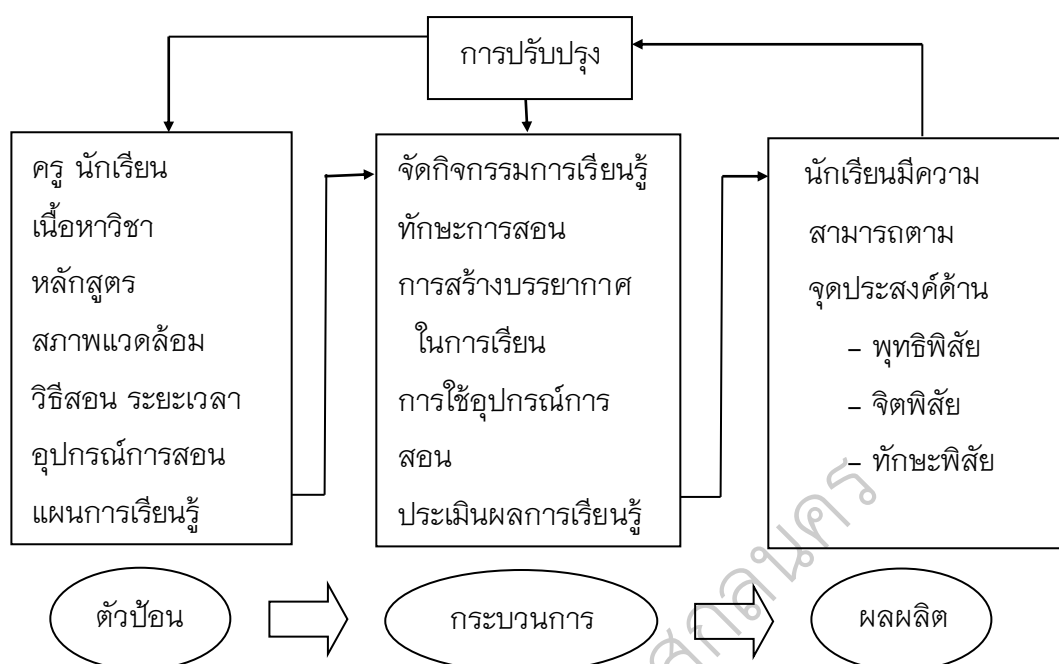 การปรับปรุง
ครู นักเรียน
เนื้อหาวิชา
หลักสูตร
สภาพแวดล้อม
วิธีสอน ระยะเวลา
อุปกรณ์การสอน
แผนการเรียนรู้
จัดกิจกรรมการเรียนรู้
ทักษะการสอน
การสร้างบรรยากาศ
ในการเรียน
การใช้อุปกรณ์การ
สอน
ประเมินผลการเรียนรู้
นักเรียนมีความ
สามารถตาม
จุดประสงค์ด้าน
– พุทธิพิสัย
– จิตพิสัย
– ทักษะพิสัย
ตัวป้อน
กระบวนการ
ผลผลิต
สกลนคร